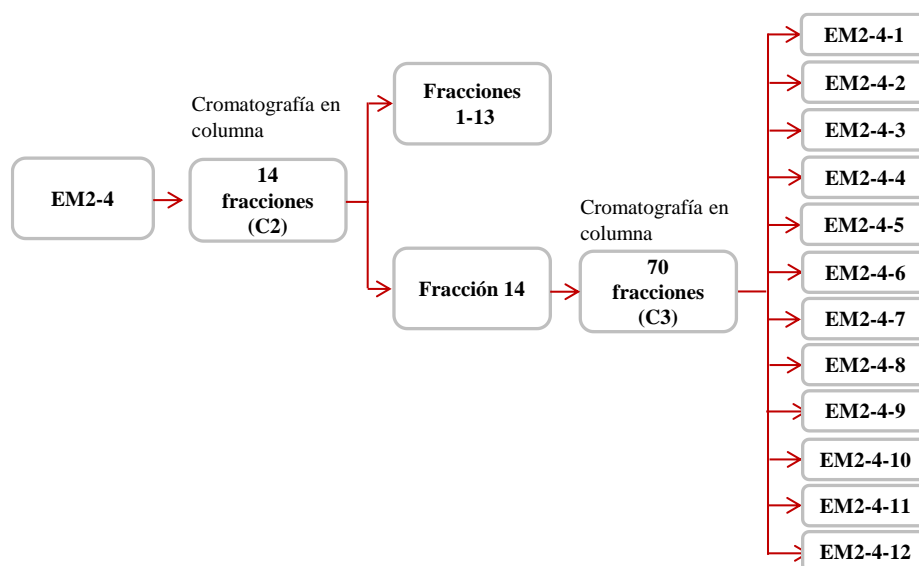 EM2-4
Cromatografía en
columna
14
fracciones
(C2)
Fracciones
1-13
Fracción 14
Cromatografía en
columna
70
fracciones
(C3)
EM2-4-1
EM2-4-2
EM2-4-3
EM2-4-4
EM2-4-5
EM2-4-6
EM2-4-7
EM2-4-8
EM2-4-9
EM2-4-10
EM2-4-11
EM2-4-12